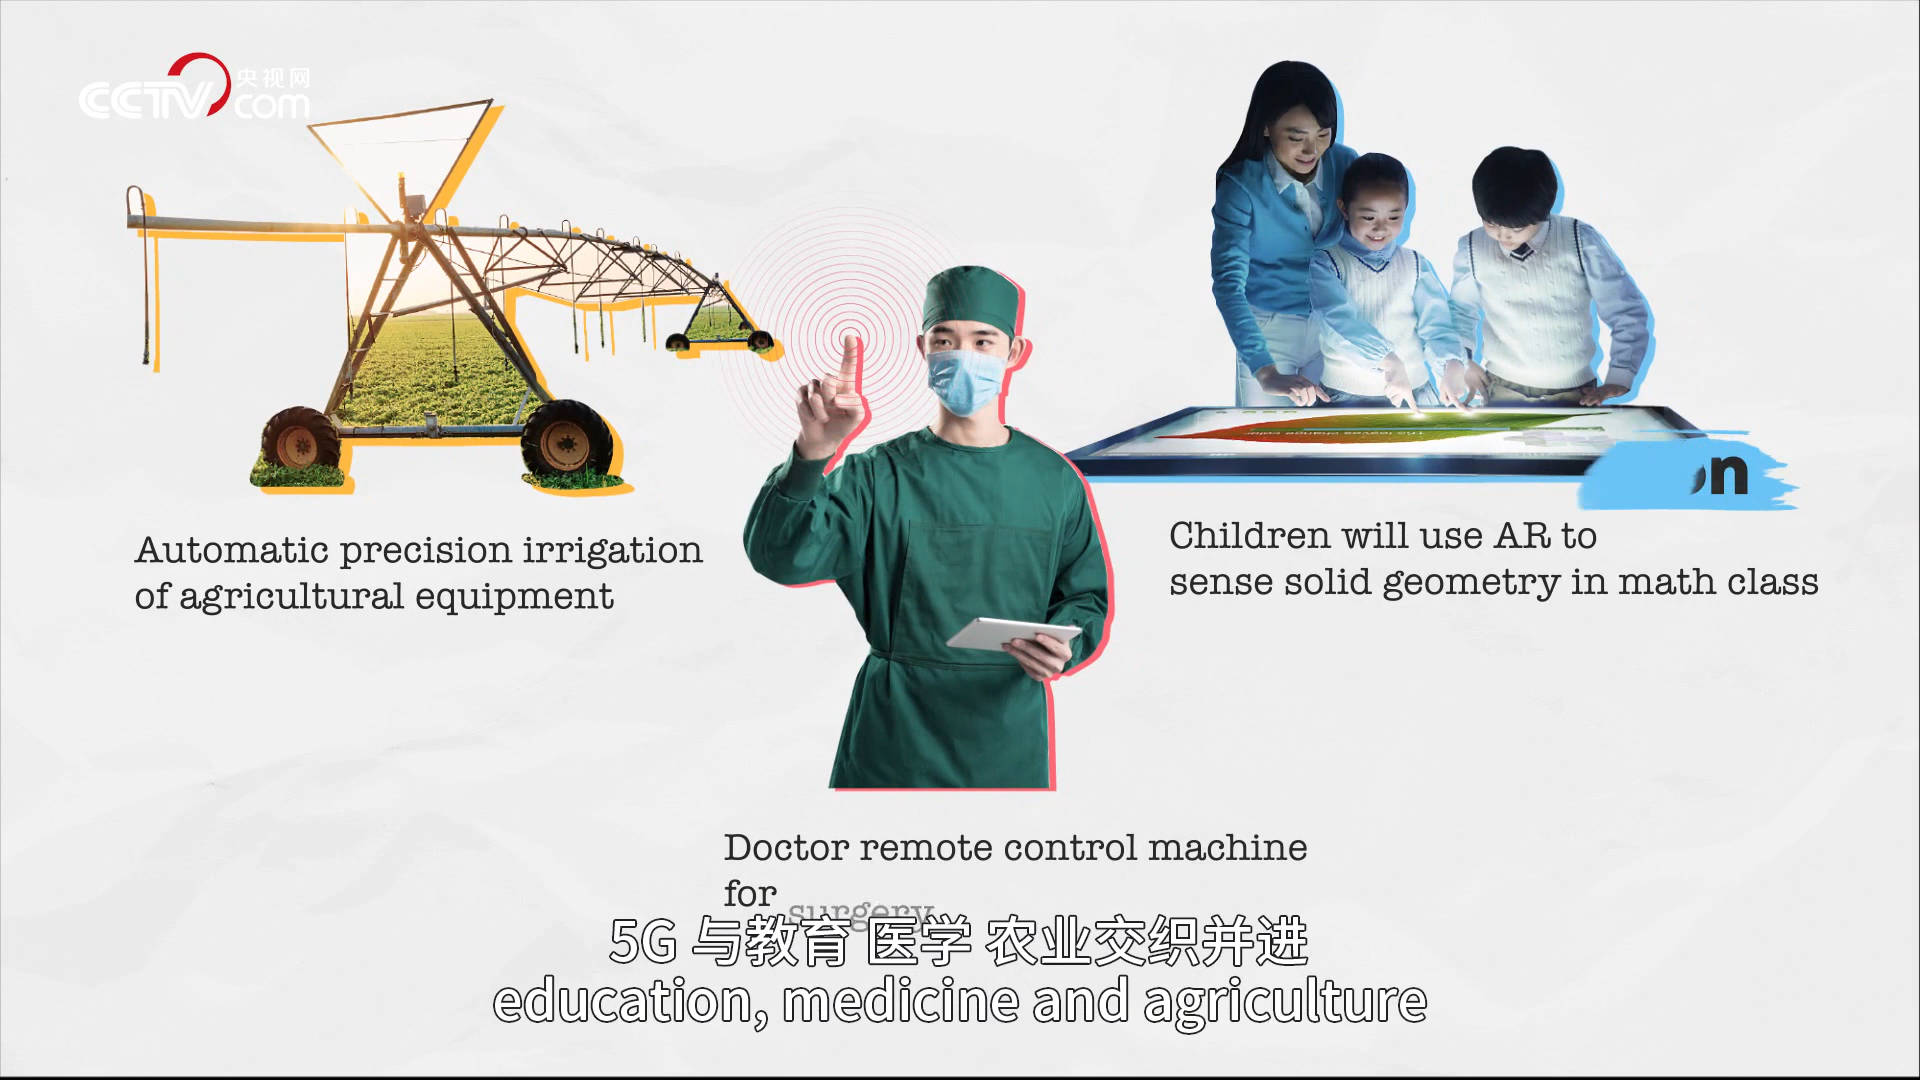 CCTV 央视网
com
Automatic precision irrigation
of agricultural equipment
Children will use AR to
sense solid geometry in math class
Doctor remote control machine
for surgery
5G 与教育 医学 农业交织并进
education, medicine and agriculture